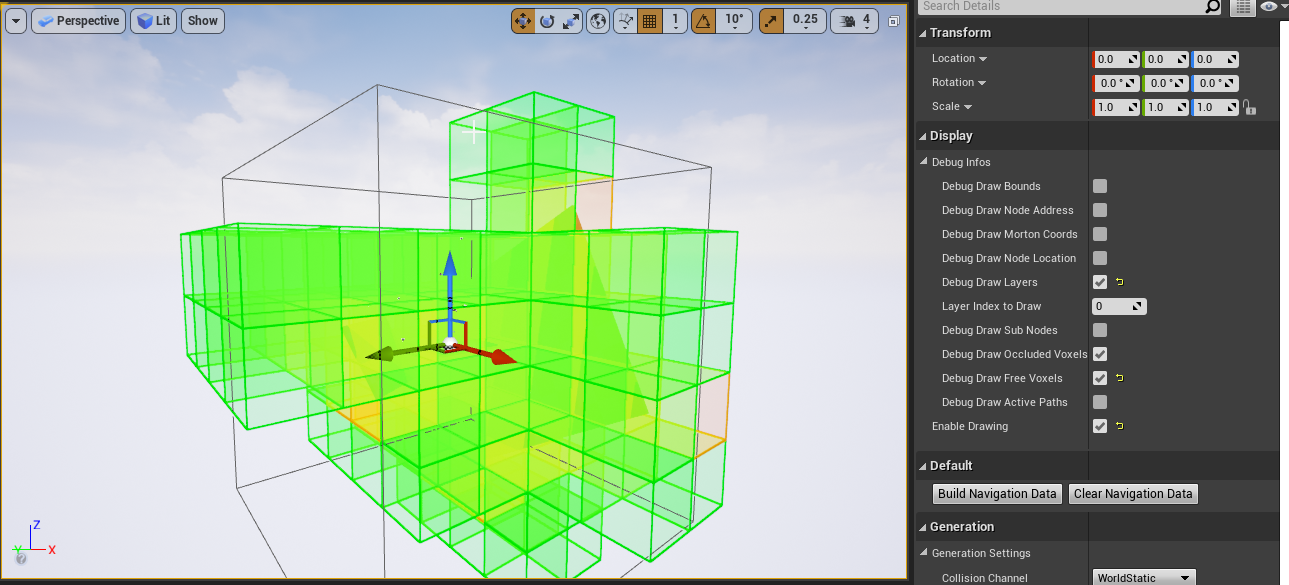 Perspective Lit Show 1 10° 0.25 4
Z
Y X
?
Search Details
Transform
Location 0.0 0.0 0.0
Rotation 0.0 ° 0.0 ° 0.0 °
Scale 1.0 1.0 1.0
Display
Debug Infos
Debug Draw Bounds
Debug Draw Node Address
Debug Draw Morton Coords
Debug Draw Node Location
Debug Draw Layers
Layer Index to Draw 0
Debug Draw Sub Nodes
Debug Draw Occluded Voxels
Debug Draw Free Voxels
Debug Draw Active Paths
Enable Drawing
Default
Build Navigation Data Clear Navigation Data
Generation
Generation Settings
Collision Channel WorldStatic